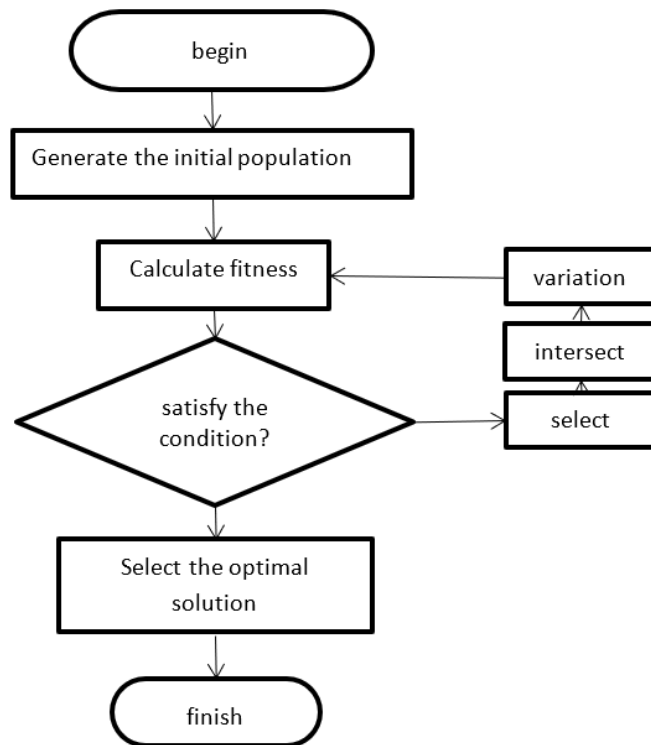 begin
Generate the initial population
Calculate fitness
variation
intersect
satisfy the
condition?
select
Select the optimal
solution
finish